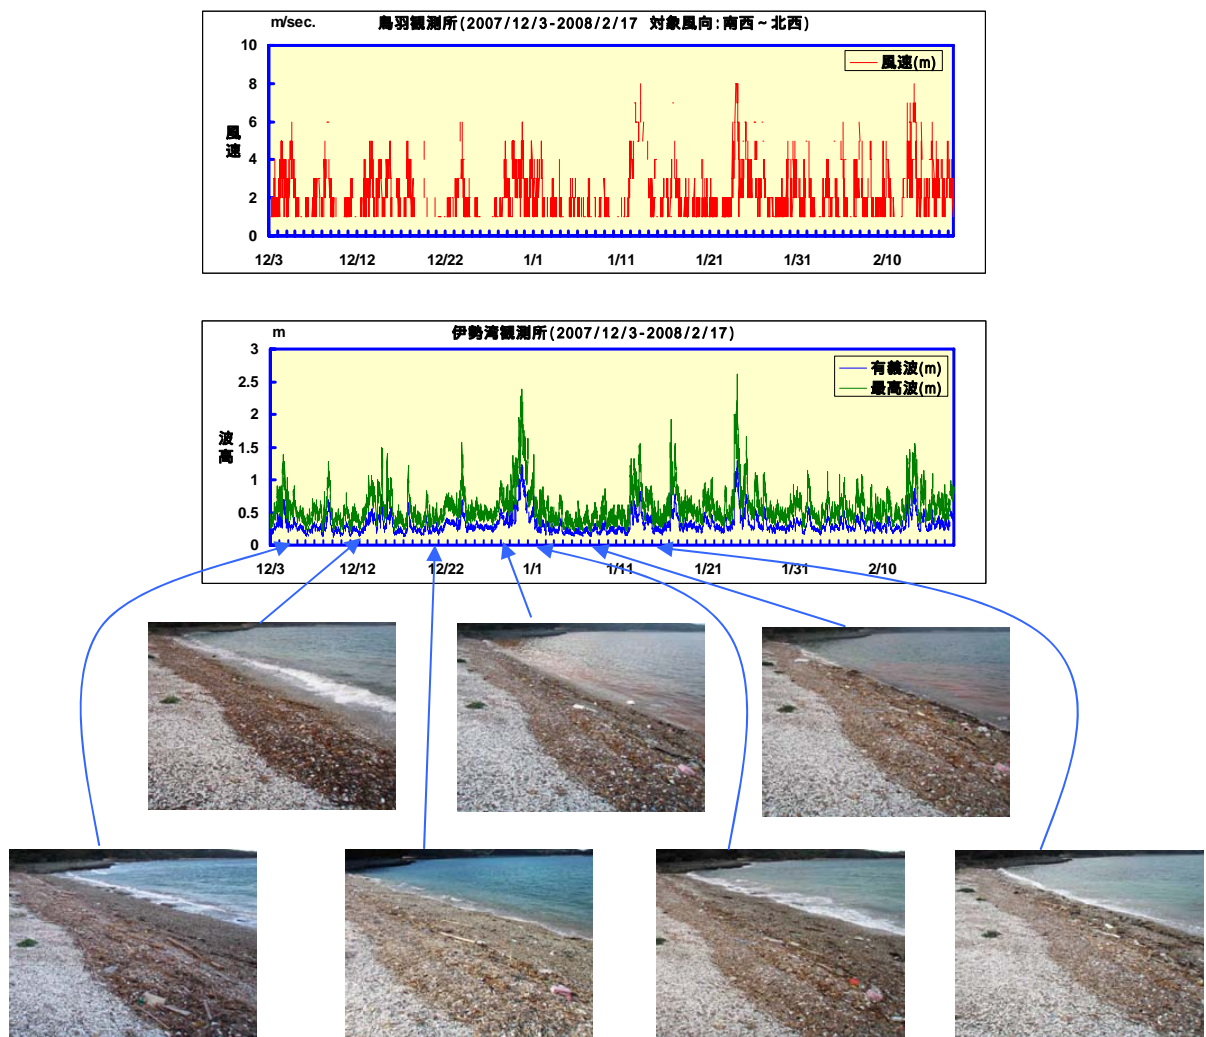 m/sec.
鳥羽観測所(2007/12/3-2008/2/17 対象風向:南西~北西)
風速(m)
10
8
6
4
2
0
風速
12/3 12/12 12/22 1/1 1/11 1/21 1/31 2/10
m
伊勢湾観測所(2007/12/3-2008/2/17)
有義波(m)
最高波(m)
3
2.5
2
1.5
1
0.5
0
波高
12/3 12/12 12/22 1/1 1/11 1/21 1/31 2/10